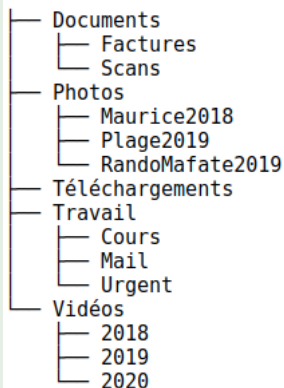 Documents
Factures
Scans
Photos
Maurice2018
Plage2019
RandoMafate2019
Téléchargements
Travail
Cours
Mail
Urgent
Vidéos
2018
2019
2020